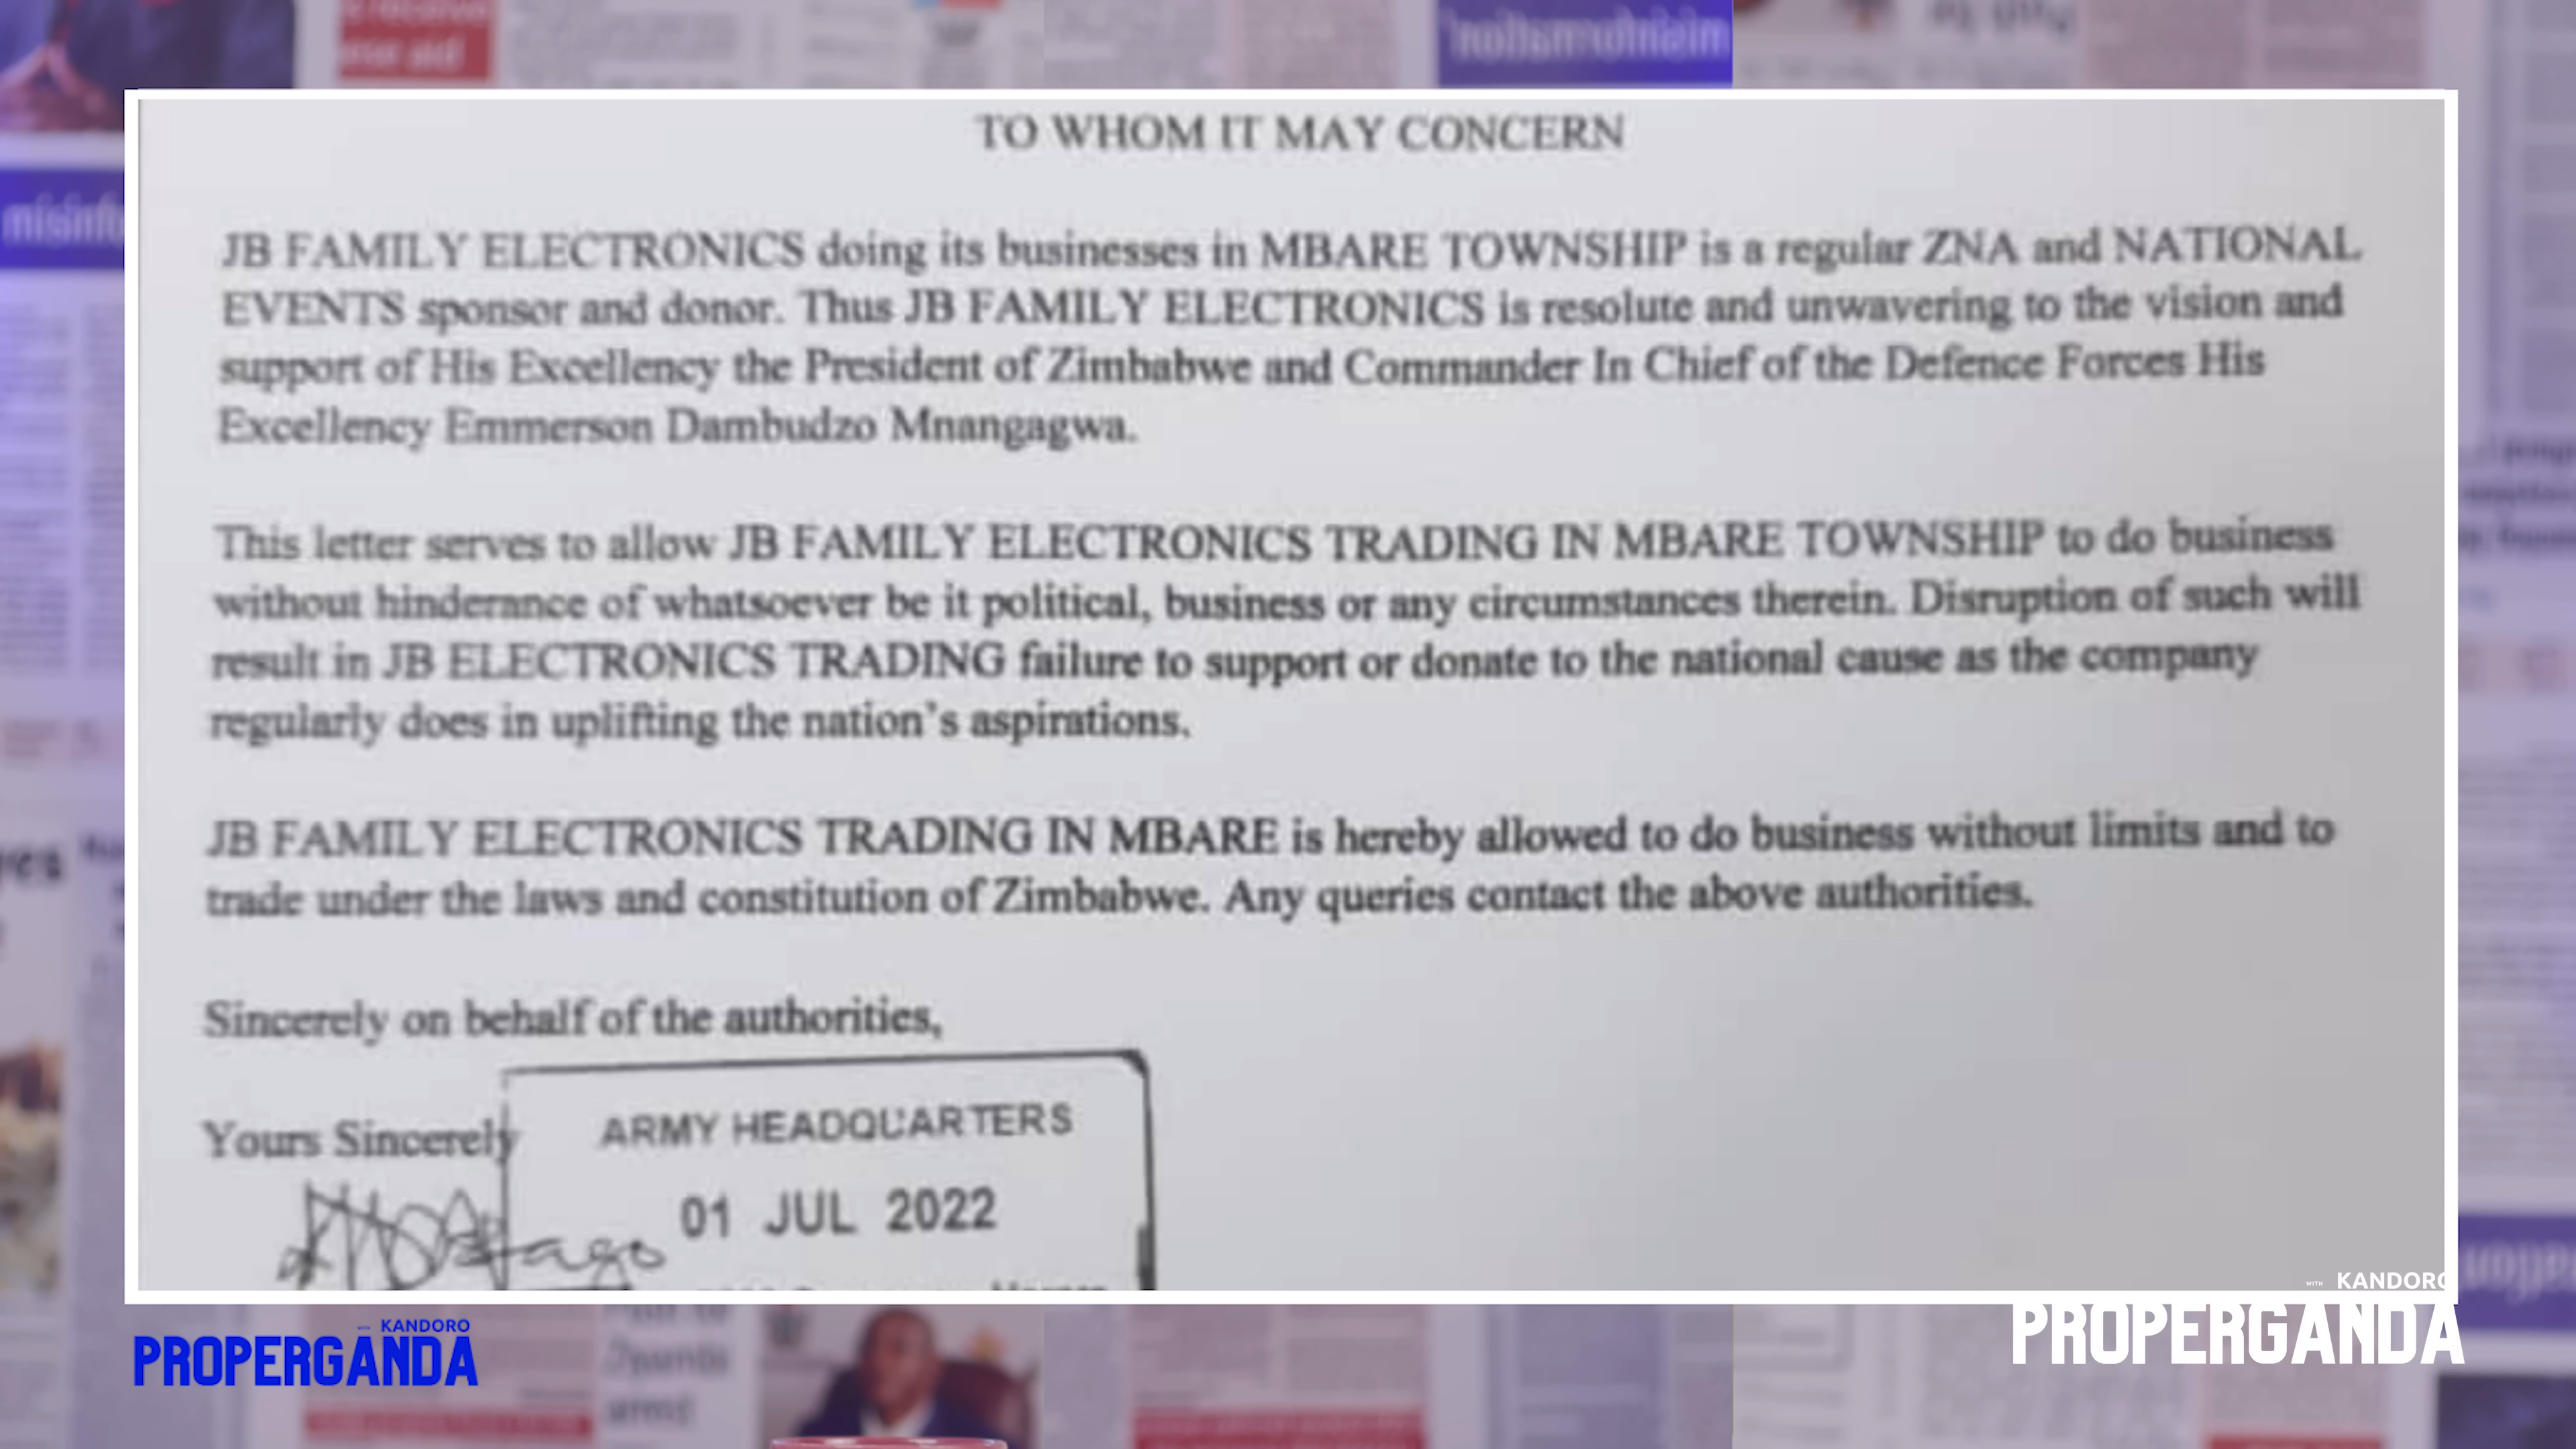 TO WHOM IT MAY CONCERN
JB FAMILY ELECTRONICS doing its businesses in MBARE TOWNSHIP is a regular ZNA and NATIONAL
EVENTS sponsor and donor. Thus JB FAMILY ELECTRONICS is resolute and unwavering to the vision and
support of His Excellency the President of Zimbabwe and Commander In Chief of the Defence Forces His
Excellency Emmerson Dambudzo Mnangagwa.
This letter serves to allow JB FAMILY ELECTRONICS TRADING IN MBARE TOWNSHIP to do business
without hinderance of whatsoever be it political, business or any circumstances therein. Disruption of such will
result in JB ELECTRONICS TRADING failure to support or donate to the national cause as the company
regularly does in uplifting the nation's aspirations.
JB FAMILY ELECTRONICS TRADING IN MBARE is hereby allowed to do business without limits and to
trade under the laws and constitution of Zimbabwe. Any queries contact the above authorities.
Sincerely on behalf of the authorities,
Yours Sincerely
ARMY HEADQUARTERS
01 JUL 2022
WITH KANDORO
PROPERGANDA
KANDORO
PROPERGANDA